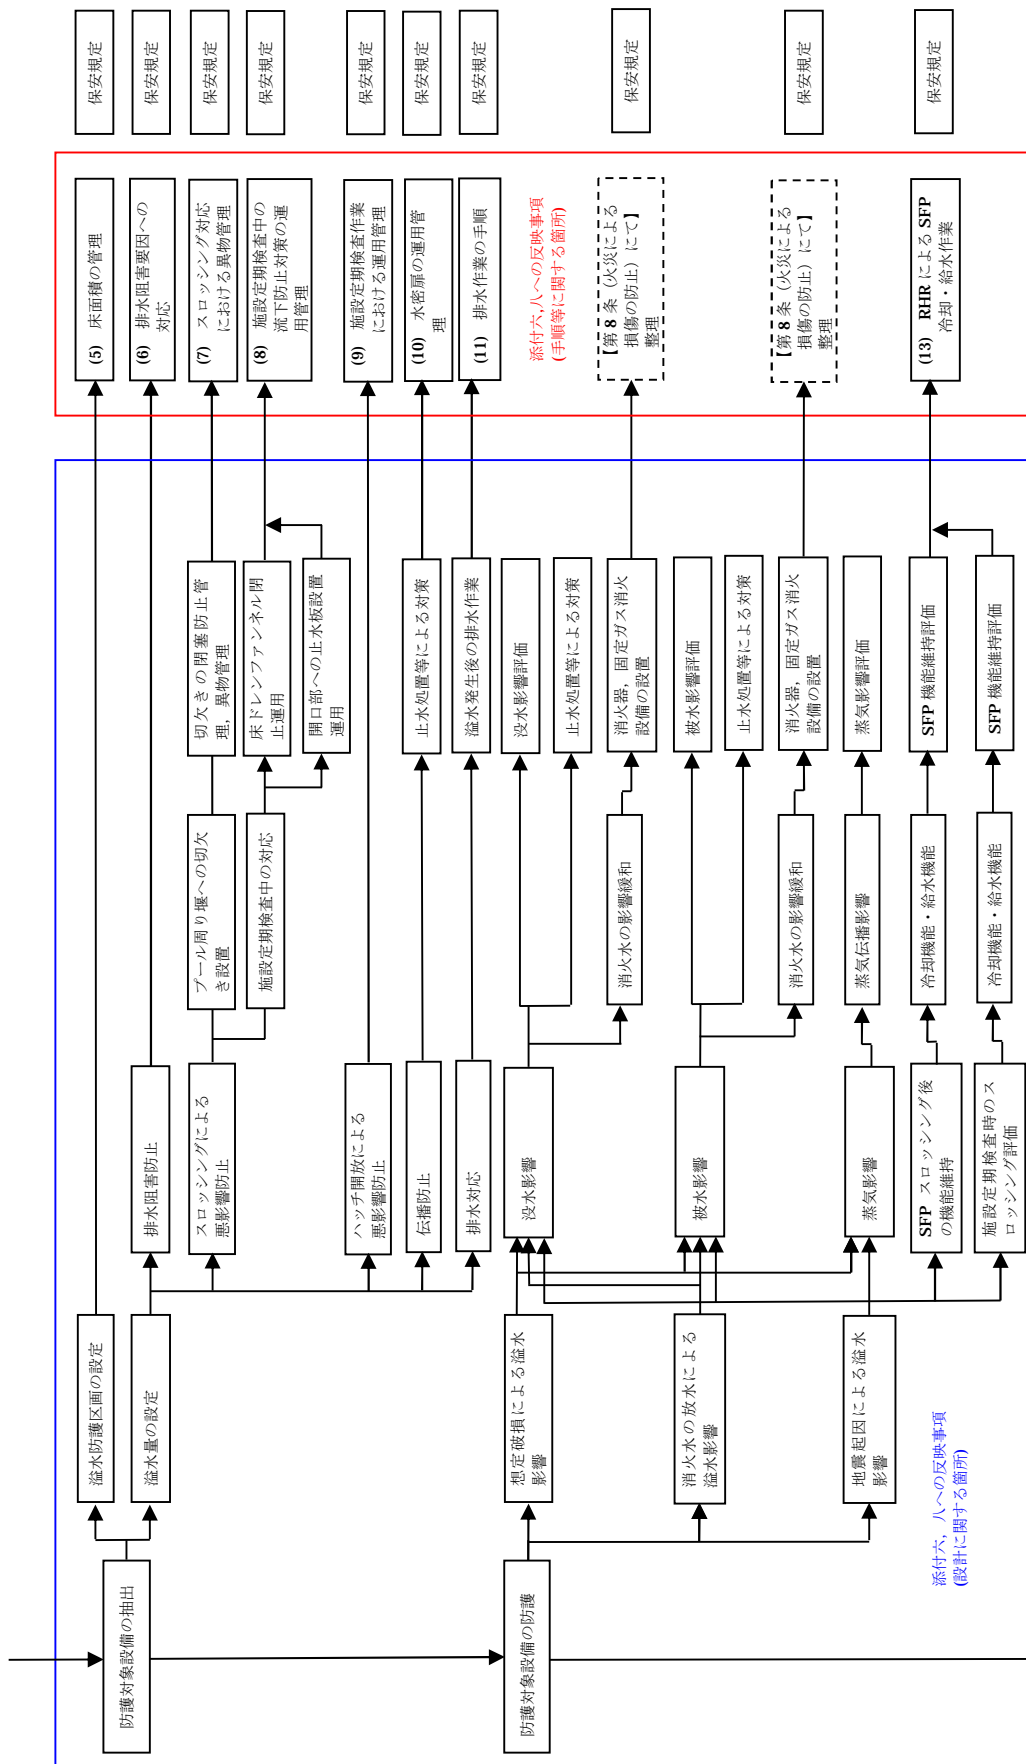 防護対象設備の抽出
防護対象設備の防護
溢水防護区画の設定
溢水量の設定
想定破損による溢水
影響
消火水の放水による
溢水影響
地震起因による溢水
影響
排水阻害防止
スロッシングによる
悪影響防止
ハッチ開放による
悪影響防止
伝播防止
排水対応
没水影響
被水影響
蒸気影響
SFP スロッシング後
の機能維持
施設定期検査時のス
ロッシング評価
プール周り堰への切欠
き設置
施設定期検査中の対応
消火水の影響緩和
消火水の影響緩和
蒸気伝播影響
冷却機能・給水機能
冷却機能・給水機能
切欠きの閉塞防止管
理，異物管理
床ドレンファンネル閉
止運用
開口部への止水板設置
運用
止水処置等による対策
溢水発生後の排水作業
没水影響評価
止水処置等による対策
消火器，固定ガス消火
設備の設置
被水影響評価
止水処置等による対策
消火器，固定ガス消火
設備の設置
蒸気影響評価
SFP 機能維持評価
SFP 機能維持評価
添付六，八への反映事項
(設計に関する箇所)
(5) 床面積の管理
(6) 排水阻害要因への
対応
(7) スロッシング対応
における異物管理
(8) 施設定期検査中の
流下防止対策の運
用管理
(9) 施設定期検査作業
における運用管理
(10) 水密扉の運用管
理
(11) 排水作業の手順
添付六,八への反映事項
(手順等に関する箇所)
【第8条（火災による
損傷の防止）にて】
整理
【第8条（火災による
損傷の防止）にて】
整理
(13) RHRによるSFP
冷却・給水作業
保安規定
保安規定
保安規定
保安規定
保安規定
保安規定
保安規定
保安規定
保安規定
保安規定